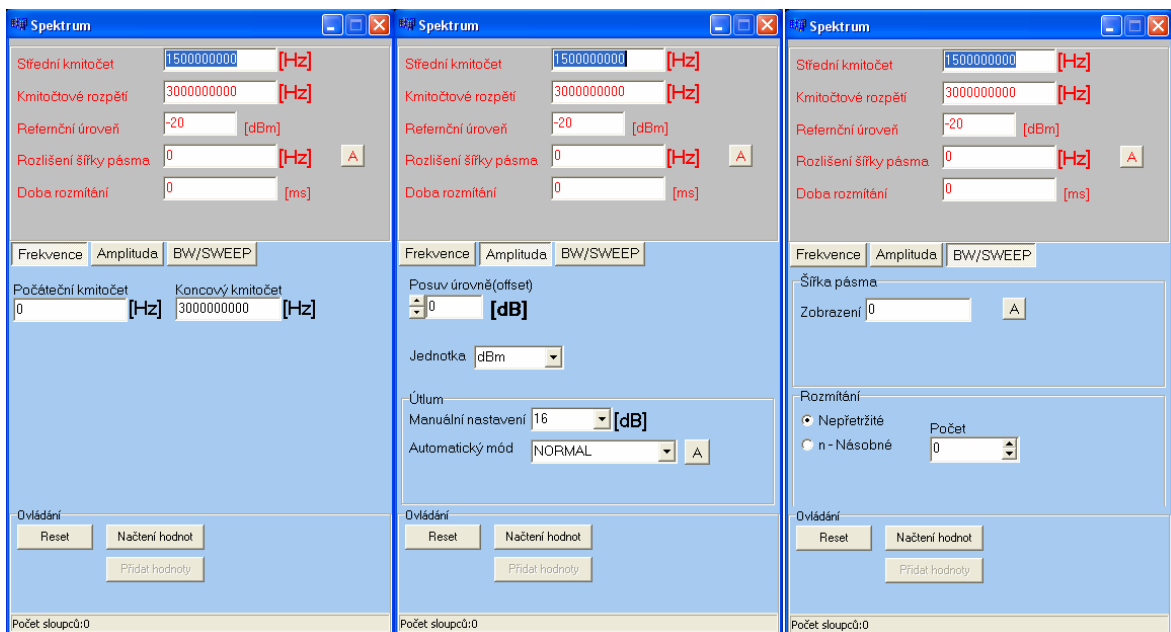 Spektrum
Střední kmitočet 1500000000 [Hz]
Kmitočtové rozpětí 3000000000 [Hz]
Refernční úroveň -20 [dBm]
Rozlišení šířky pásma 0 [Hz] A
Doba rozmítání 0 [ms]
Frekvence Amplituda BW/SWEEP
Počáteční kmitočet Koncový kmitočet
0 [Hz] 3000000000 [Hz]
Ovládání
Reset Načtení hodnot
Přidat hodnoty
Počet sloupců:0
Spektrum
Střední kmitočet 1500000000 [Hz]
Kmitočtové rozpětí 3000000000 [Hz]
Refernční úroveň -20 [dBm]
Rozlišení šířky pásma 0 [Hz] A
Doba rozmítání 0 [ms]
Frekvence Amplituda BW/SWEEP
Posuv úrovně(offset)
0 [dB]
Jednotka dBm
Útlum
Manuální nastavení 16 [dB]
Automatický mód NORMAL A
Ovládání
Reset Načtení hodnot
Přidat hodnoty
Počet sloupců:0
Spektrum
Střední kmitočet 1500000000 [Hz]
Kmitočtové rozpětí 3000000000 [Hz]
Refernční úroveň -20 [dBm]
Rozlišení šířky pásma 0 [Hz] A
Doba rozmítání 0 [ms]
Frekvence Amplituda BW/SWEEP
Šířka pásma
Zobrazení 0 A
Rozmítání
Nepřetržité Počet
n - Násobné 0
Ovládání
Reset Načtení hodnot
Přidat hodnoty
Počet sloupců:0